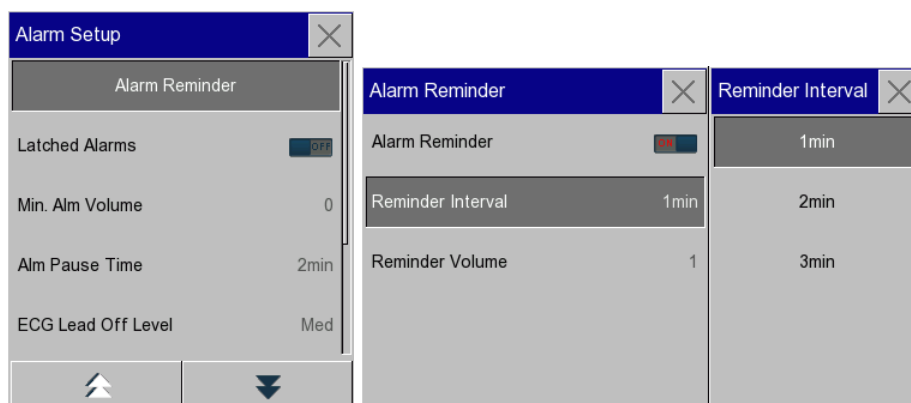 Alarm Setup
Alarm Reminder
Latched Alarms OFF
Min. Alm Volume 0
Alm Pause Time 2min
ECG Lead Off Level Med
Alarm Reminder
Alarm Reminder ON
Reminder Interval 1min
Reminder Volume 1
Reminder Interval
1min
2min
3min